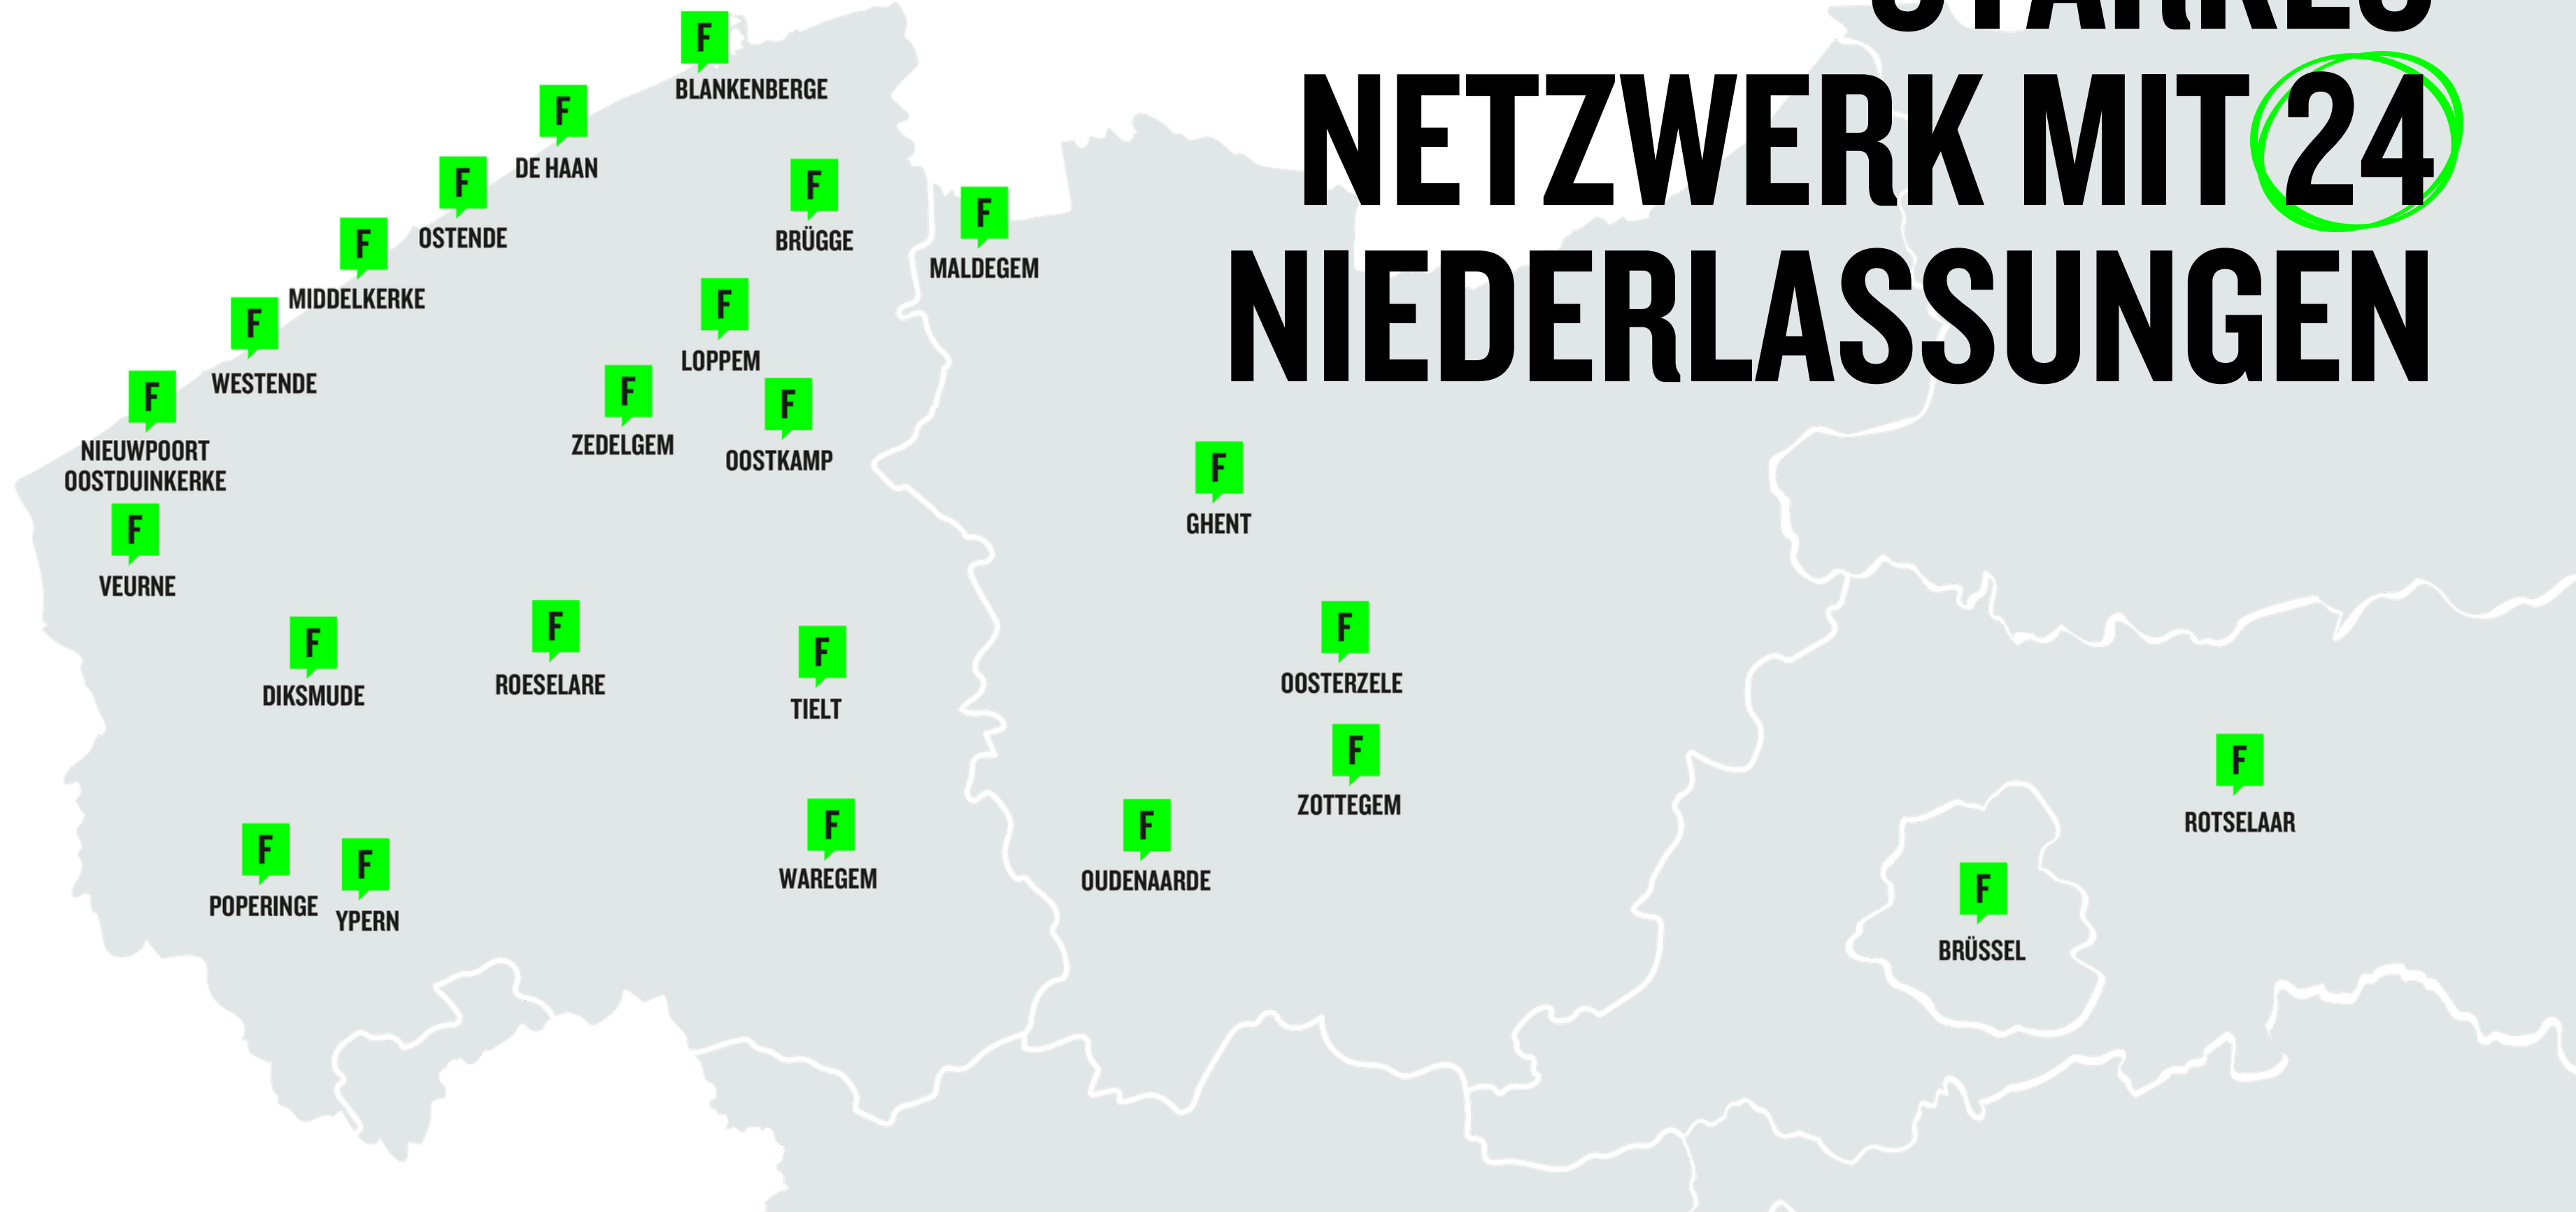 STARKES
NETZWERK MIT 24
NIEDERLASSUNGEN
F
BLANKENBERGE
F
DE HAAN
F
OSTENDE
F
BRÜGGE
F
MALDEGEM
F
MIDDELKERKE
F
LOPPEM
F
WESTENDE
F
ZEDELGEM
F
OOSTKAMP
F
NIEUWPOORT
OOSTDUINKERKE
F
GHENT
F
VEURNE
F
DIKSMUDE
F
ROESELARE
F
TIELT
F
OOSTERZELE
F
ZOTTEGEM
F
ROTSELAAR
F
POPERINGE
F
YPERN
F
WAREGEM
F
OUDENAARDE
F
BRÜSSEL